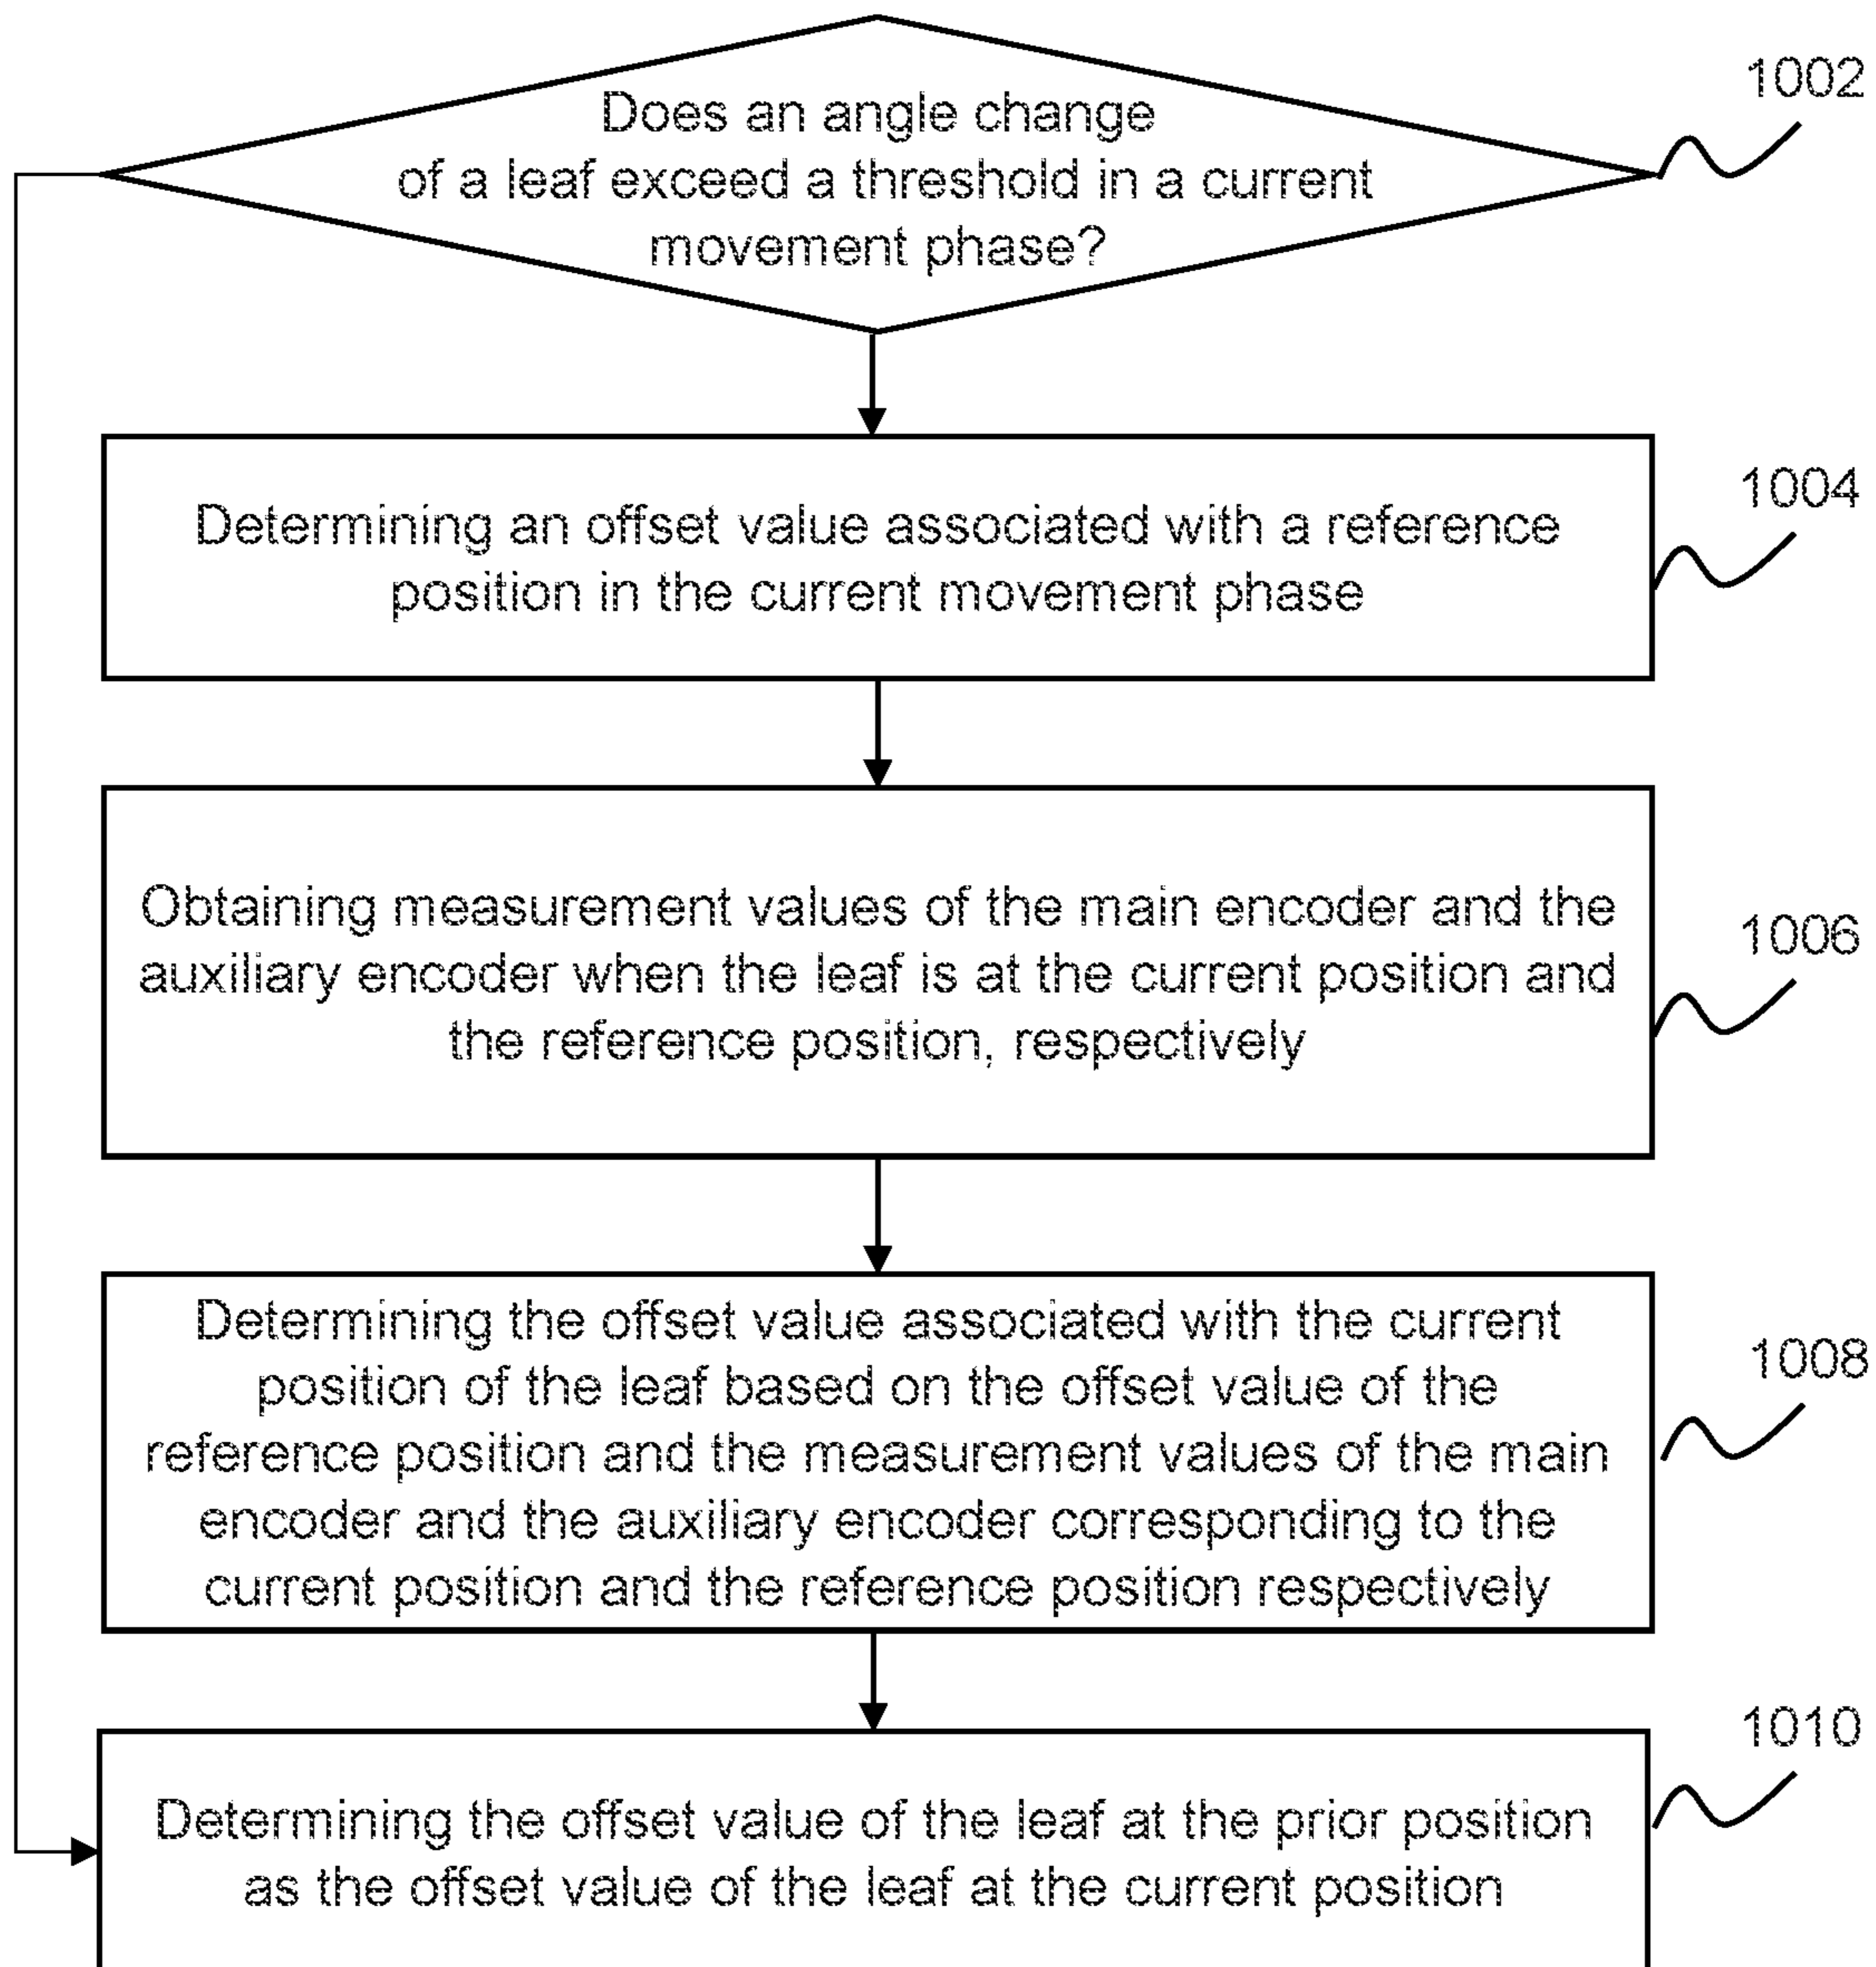 Does an angle change
of a leaf exceed a threshold in a current
movement phase?
1002
Determining an offset value associated with a reference
position in the current movement phase
1004
Obtaining measurement values of the main encoder and the
auxiliary encoder when the leaf is at the current position and
the reference position, respectively
1006
Determining the offset value associated with the current
position of the leaf based on the offset value of the
reference position and the measurement values of the main
encoder and the auxiliary encoder corresponding to the
current position and the reference position respectively
1008
Determining the offset value of the leaf at the prior position
as the offset value of the leaf at the current position
1010